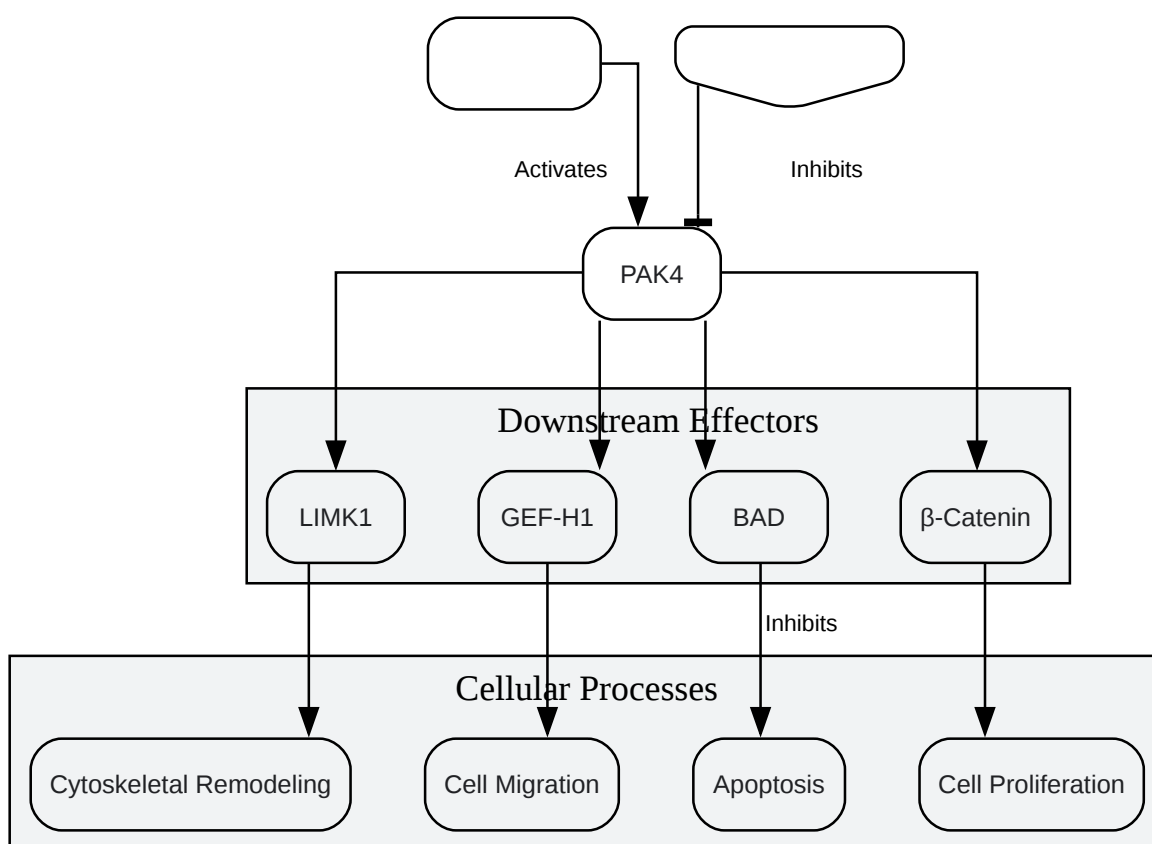 Activates
Inhibits
PAK4
Downstream Effectors
LIMK1
GEF-H1
BAD
β-Catenin
Inhibits
Cellular Processes
Cytoskeletal Remodeling
Cell Migration
Apoptosis
Cell Proliferation